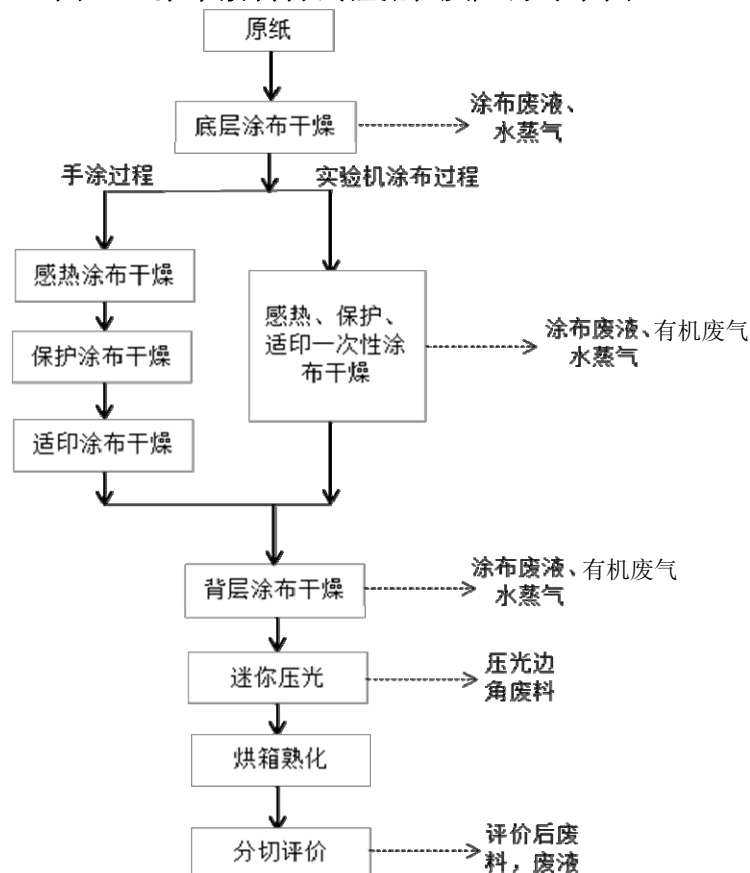 原纸
底层涂布干燥
涂布废液、
水蒸气
手涂过程
实验机涂布过程
感热涂布干燥
保护涂布干燥
适印涂布干燥
感热、保护、
适印一次性涂
布干燥
涂布废液、有机废气
水蒸气
背层涂布干燥
涂布废液、有机废气
水蒸气
迷你压光
压光边
角废料
烘箱熟化
分切评价
评价后废
料，废液